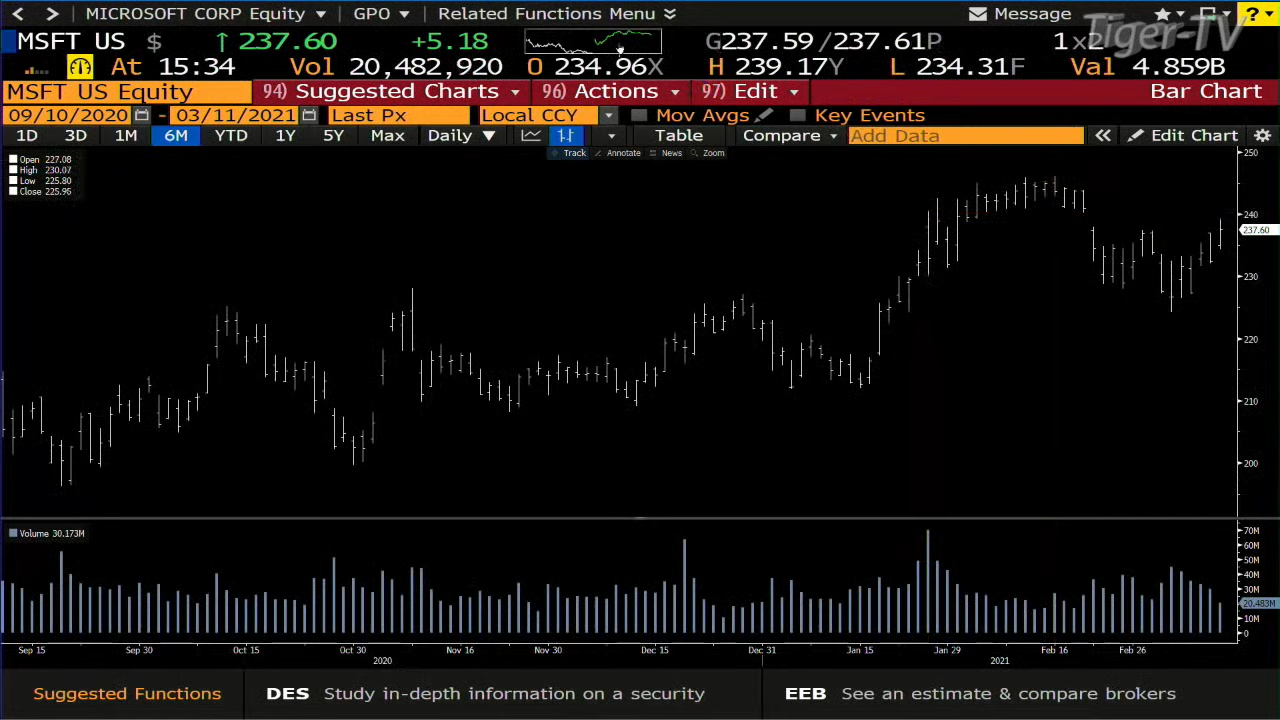 < > MICROSOFT CORP Equity ▼ GPO ▼ Related Functions Menu Message ?
Tiger-TV
MSFT US $ ↑ 237.60 +5.18 G237.59/237.61P 1x2
At 15:34 Vol 20,482,920 O 234.96X H 239.17Y L 234.31F Val 4.859B
MSFT US Equity 94) Suggested Charts 96) Actions 97) Edit Bar Chart
09/10/2020 - 03/11/2021 Last Px Local CCY Mov Avgs Key Events
1D 3D 1M 6M YTD 1Y 5Y Max Daily ▼ Table Compare Add Data « Edit Chart
Track Annotate News Zoom
Open 227.08
High 230.07
Low 225.80
Close 225.96
250
240
237.60
230
220
210
200
Volume 30.173M
70M
60M
50M
40M
30M
20.483M
10M
0
Sep 15 Sep 30 Oct 15 Oct 30 Nov 16 Nov 30 Dec 15 Dec 31 Jan 15 Jan 29 Feb 16 Feb 26
2020 2021
Suggested Functions DES Study in-depth information on a security EEB See an estimate & compare brokers